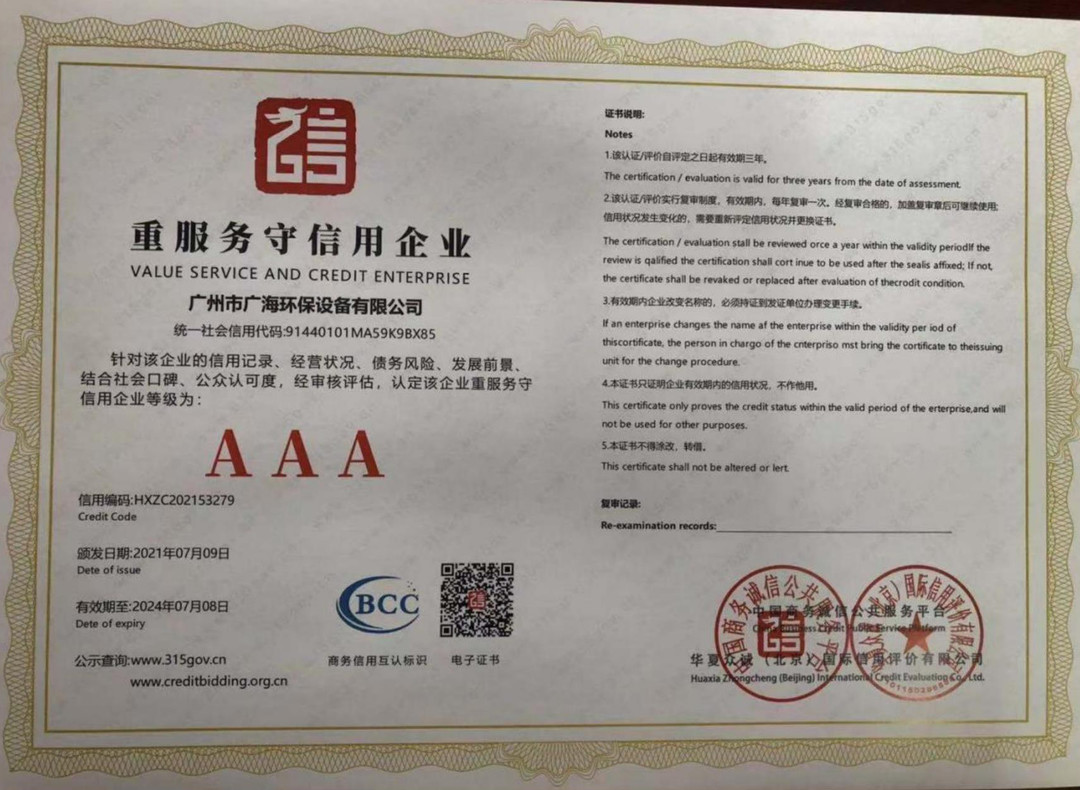 重服务守信用企业
VALUE SERVICE AND CREDIT ENTERPRISE
广州市广海环保设备有限公司
统一社会信用代码:91440101MA59K9BX85
针对该企业的信用记录、经营状况、债务风险、发展前景、
结合社会口碑、公众认可度，经审核评估，认定该企业重服务守
信用企业等级为：
AAA
信用编码:HXZC202153279
Credit Code
颁发日期:2021年07月09日
Dete of issue
有效期至:2024年07月08日
Date of expiry
公示查询:www.315gov.cn
www.creditbidding.org.cn
BCC
商务信用互认标识
电子证书
证书说明:
Notes
1.该认证/评价自评定之日起有效期三年。
The certification / evaluation is valid for three years from the date of assessment.
2.该认证/评价实行复审制度，有效期内，每年复审一次。经复审合格的，加盖复审章后可继续使用;
信用状况发生变化的，需要重新评定信用状况并更换证书。
The certification / evaluation stall be reviewed orce a year within the validity periodIf the
review is qalified the certification shall cort inue to be used after the sealis affixed; If not,
the certificate shall be revaked or replaced after evaluation of thecrodit condition.
3.有效期内企业改变名称的，必须持证到发证单位办理变更手续。
If an enterprise changes the name af the enterprise within the validity per iod of
thiscortificate, the person in chargo of the cnterpriso mst bring the cortificate to theissuing
unit for the change procedure.
4.本证书只证明企业有效期内的信用状况，不作他用。
This certificate only proves the credit status within the valid period of the erterprise,and will
not be used for other purposes.
5.本证书不得涂改，转借。
This certificate shall not be altered or lert.
复审记录:
Re-examination records:
中国商务诚信公共服务平台
China Business Credit Public Service Platform
华夏众诚（北京）国际信用评价有限公司
Huaxia Zhongcheng (Beijing) International Credit Evaluation Co., Ltd.